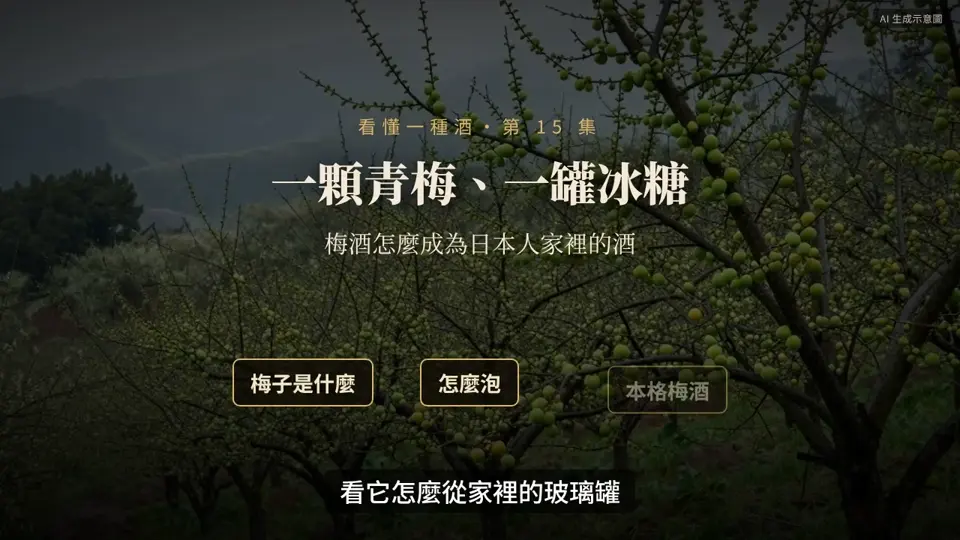 AI 生成示意圖
看懂一種酒・第 15 集
一顆青梅、一罐冰糖
梅酒怎麼成為日本人家裡的酒
梅子是什麼
怎麼泡
本格梅酒
看它怎麼從家裡的玻璃罐